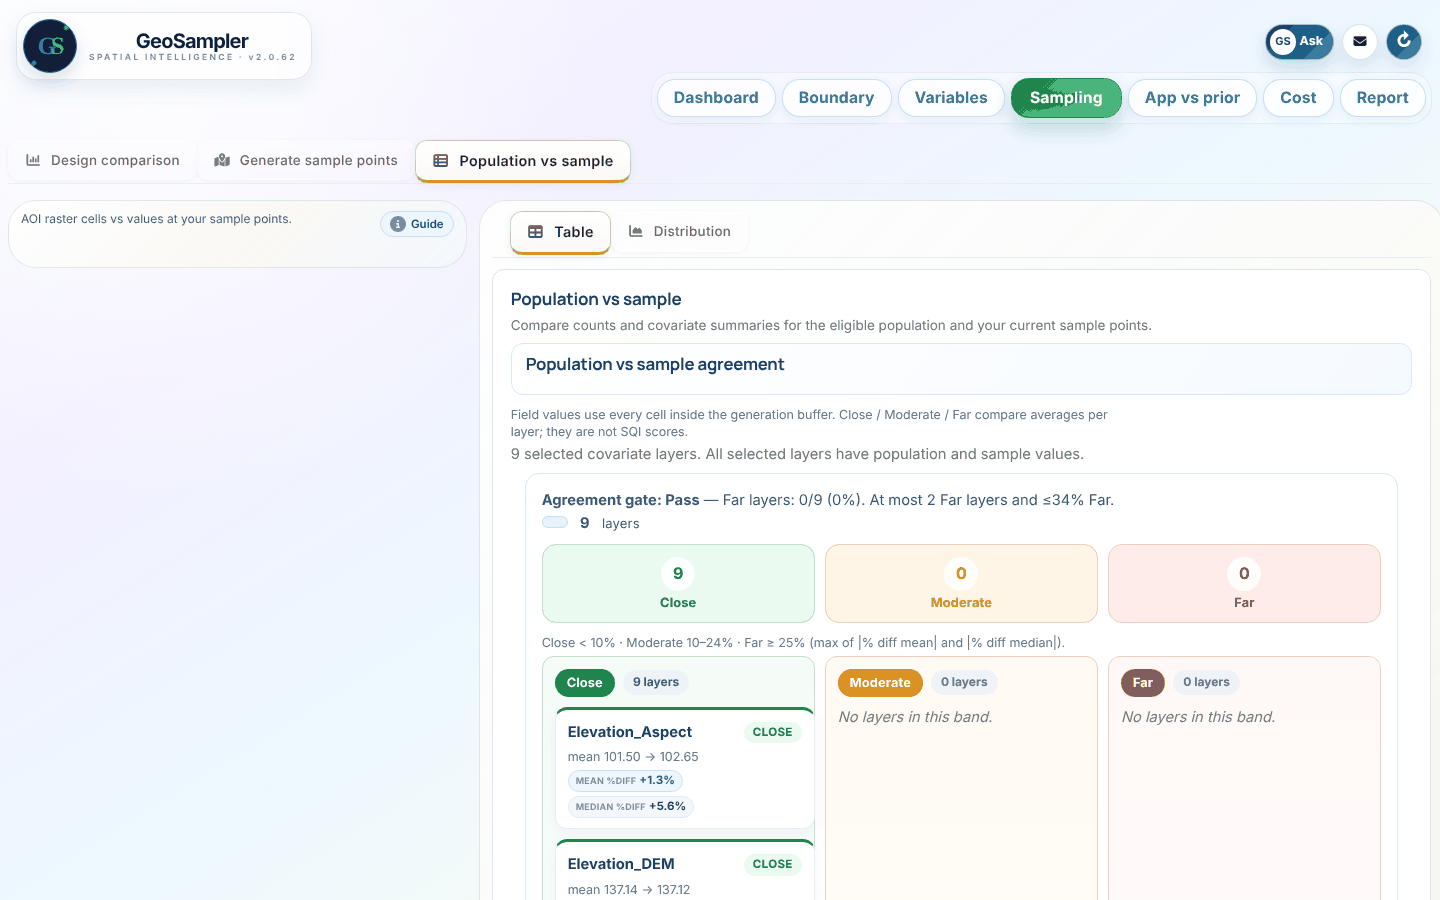 GS
GeoSampler
SPATIAL INTELLIGENCE · v2.0.62
GS Ask
Dashboard
Boundary
Variables
Sampling
App vs prior
Cost
Report
Design comparison
Generate sample points
Population vs sample
AOI raster cells vs values at your sample points.
Guide
Table
Distribution
Population vs sample
Compare counts and covariate summaries for the eligible population and your current sample points.
Population vs sample agreement
Field values use every cell inside the generation buffer. Close / Moderate / Far compare averages per
layer; they are not SQI scores.
9 selected covariate layers. All selected layers have population and sample values.
Agreement gate: Pass — Far layers: 0/9 (0%). At most 2 Far layers and ≤34% Far.
9 layers
9
Close
0
Moderate
0
Far
Close < 10% · Moderate 10–24% · Far ≥ 25% (max of |% diff mean| and |% diff median|).
Close 9 layers
Elevation_Aspect CLOSE
mean 101.50 → 102.65
MEAN %DIFF +1.3%
MEDIAN %DIFF +5.6%
Elevation_DEM CLOSE
mean 137.14 → 137.12
Moderate 0 layers
No layers in this band.
Far 0 layers
No layers in this band.